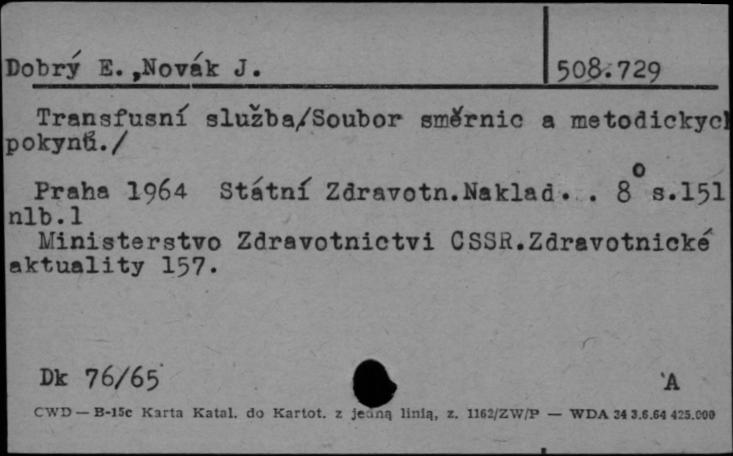 Dobrý E.,Novák J. 508.729
Transfusní služba/Soubor směrnic a metodickyc
pokynů./
Praha 1964 Státní Zdravotn.Naklad... 8° s.151
nlb.1
Ministerstvo Zdravotnictvi CSSR.Zdravotnické
aktuality 157.
Dk 76/65 A
CWD — B-15c Karta Katal. do Kartot. z jedną linią, z. 1162/ZW/P — WDA 34 3.6.64 425.000